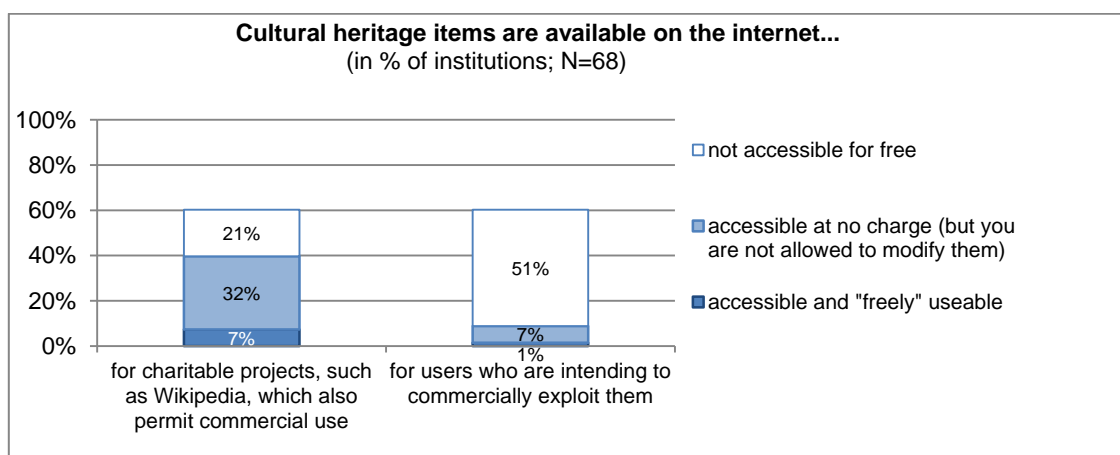 Cultural heritage items are available on the internet...
(in % of institutions; N=68)
100%
80%
60%
40%
20%
0%
21%
32%
7%
51%
7%
1%
for charitable projects, such
as Wikipedia, which also
permit commercial use
for users who are intending to
commercially exploit them
not accessible for free
accessible at no charge (but you
are not allowed to modify them)
accessible and "freely" useable